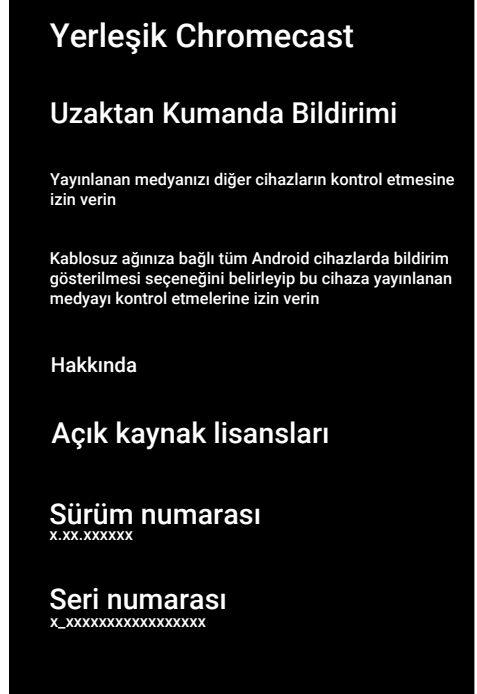 Yerleşik Chromecast
Uzaktan Kumanda Bildirimi
Yayınlanan medyanızı diğer cihazların kontrol etmesine
izin verin
Kablosuz ağınıza bağlı tüm Android cihazlarda bildirim
gösterilmesi seçeneğini belirleyip bu cihaza yayınlanan
medyayı kontrol etmelerine izin verin
Hakkında
Açık kaynak lisansları
Sürüm numarası
x.xx.xxxxxx
Seri numarası
x_xxxxxxxxxxxxxxxxx